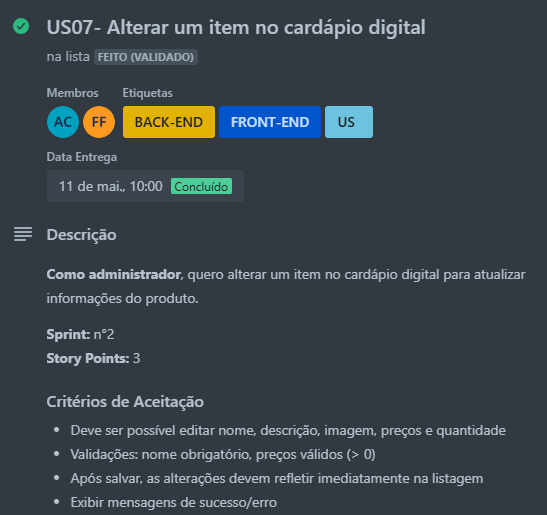 US07- Alterar um item no cardápio digital
na lista FEITO (VALIDADO)
Membros Etiquetas
AC FF BACK-END FRONT-END US
Data Entrega
11 de mai., 10:00 Concluído
Descrição
Como administrador, quero alterar um item no cardápio digital para atualizar
informações do produto.
Sprint: n°2
Story Points: 3
Critérios de Aceitação
• Deve ser possível editar nome, descrição, imagem, preços e quantidade
• Validações: nome obrigatório, preços válidos (> 0)
• Após salvar, as alterações devem refletir imediatamente na listagem
• Exibir mensagens de sucesso/erro